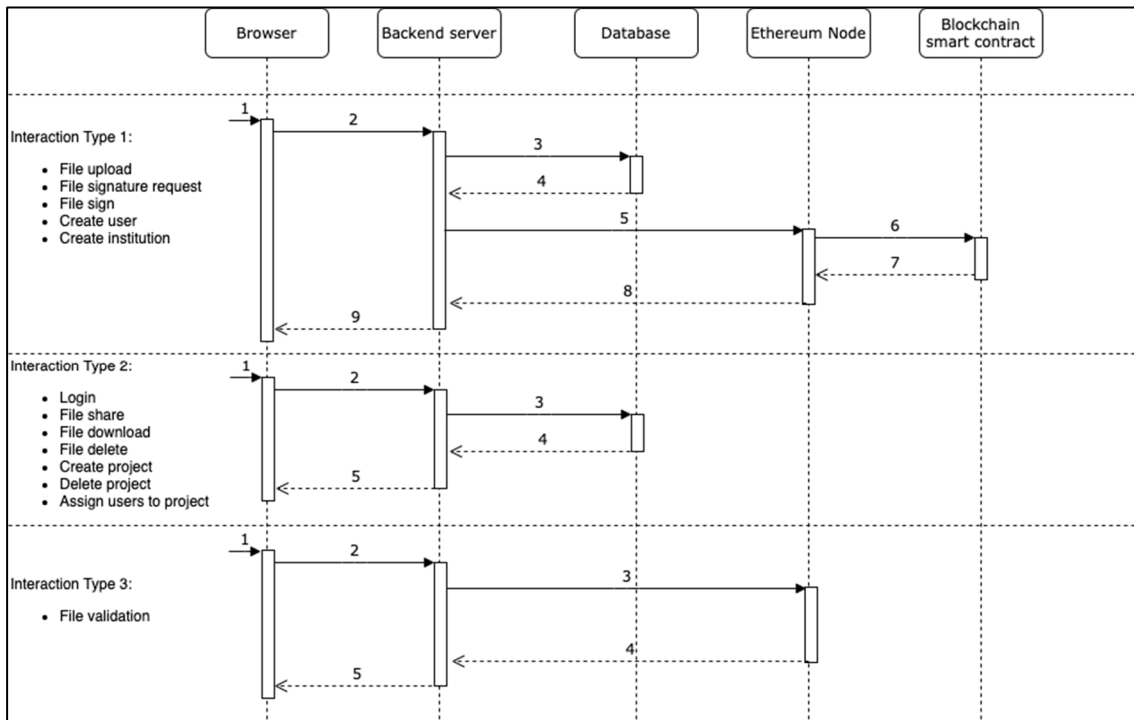 Browser
Backend server
Database
Ethereum Node
Blockchain
smart contract
Interaction Type 1:
• File upload
• File signature request
• File sign
• Create user
• Create institution
1
2
3
4
5
6
7
8
9
Interaction Type 2:
• Login
• File share
• File download
• File delete
• Create project
• Delete project
• Assign users to project
1
2
3
4
5
Interaction Type 3:
• File validation
1
2
3
4
5